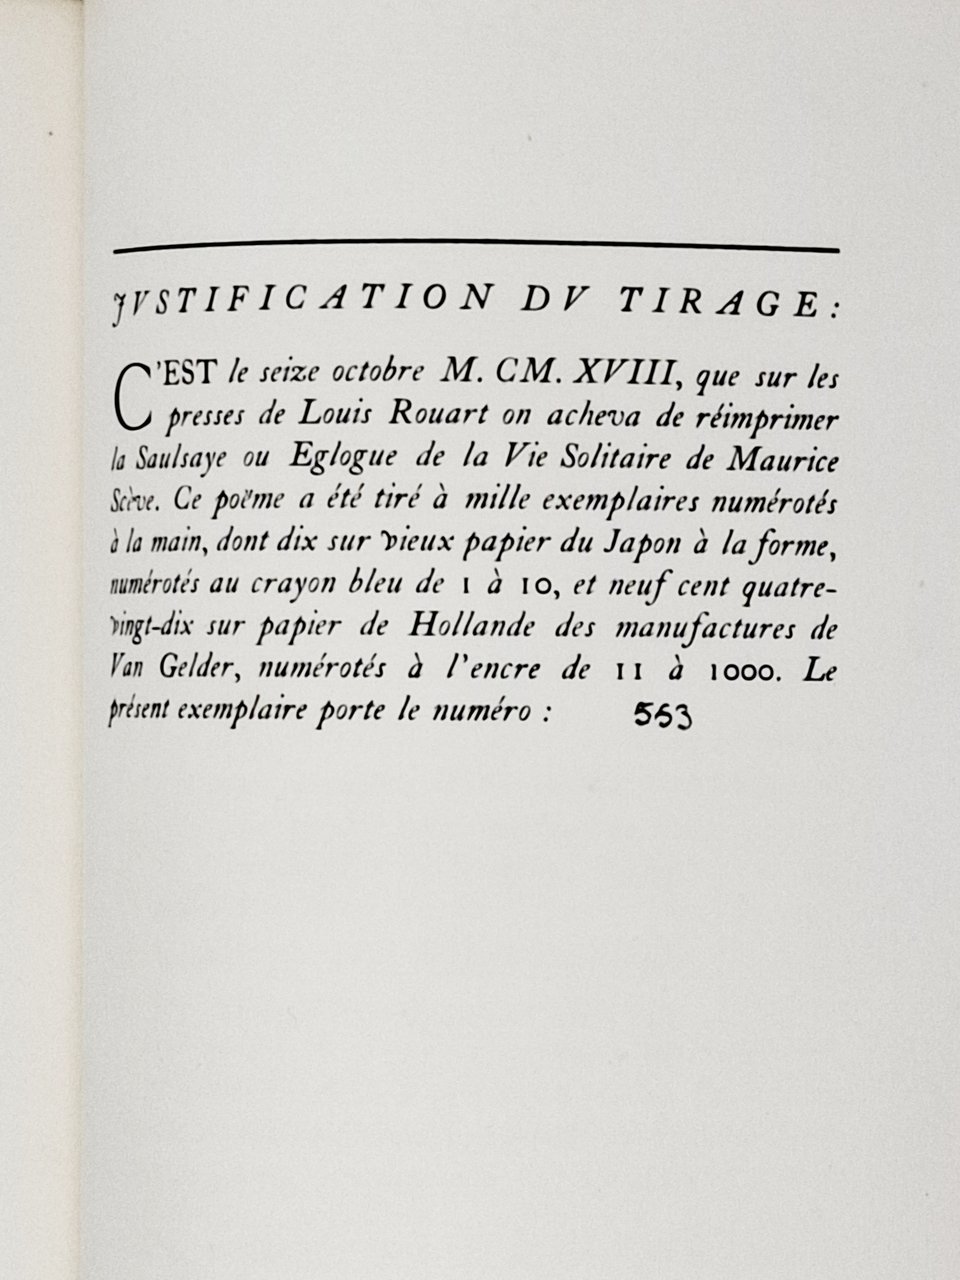 JVSTIFICATION DV TIRAGE :
C'EST le seize octobre M. CM. XVIII, que sur les
presses de Louis Rouart on acheva de réimprimer
la Saulsaye ou Eglogue de la Vie Solitaire de Maurice
Scève. Ce poëme a été tiré à mille exemplaires numérotés
à la main, dont dix sur vieux papier du Japon à la forme,
numérotés au crayon bleu de 1 à 10, et neuf cent quatre-
vingt-dix sur papier de Hollande des manufactures de
Van Gelder, numérotés à l'encre de 11 à 1000. Le
présent exemplaire porte le numéro : 553